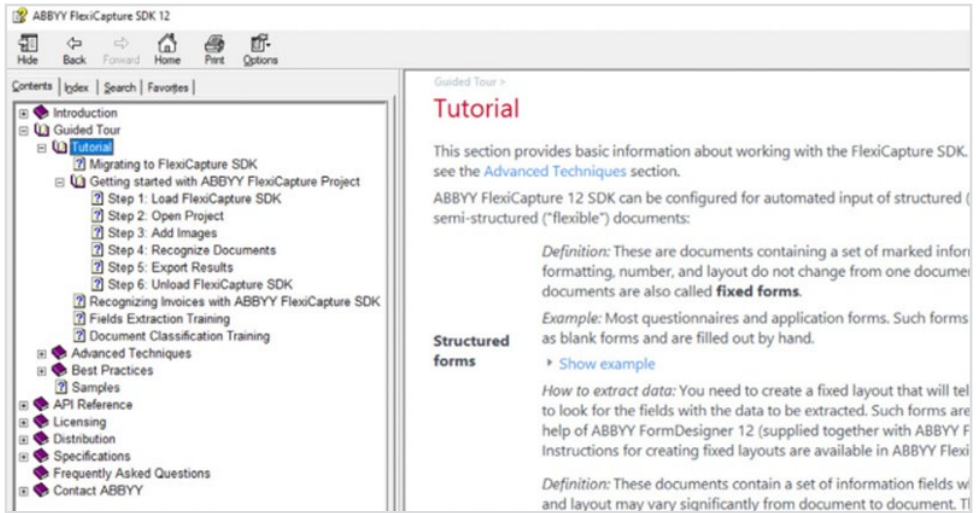 ABBYY FlexiCapture SDK 12
Hide Back Forward Home Print Options
Contents Index Search Favorites
Introduction
Guided Tour
Tutorial
Migrating to FlexiCapture SDK
Getting started with ABBYY FlexiCapture Project
Step 1: Load FlexiCapture SDK
Step 2: Open Project
Step 3: Add Images
Step 4: Recognize Documents
Step 5: Export Results
Step 6: Unload FlexiCapture SDK
Recognizing Invoices with ABBYY FlexiCapture SDK
Fields Extraction Training
Document Classification Training
Advanced Techniques
Best Practices
Samples
API Reference
Licensing
Distribution
Specifications
Frequently Asked Questions
Contact ABBYY
Guided Tour >
Tutorial
This section provides basic information about working with the FlexiCapture SDK.
see the Advanced Techniques section.
ABBYY FlexiCapture 12 SDK can be configured for automated input of structured (
semi-structured ("flexible") documents:
Structured
forms
Definition: These are documents containing a set of marked infor
formatting, number, and layout do not change from one documer
documents are also called fixed forms.
Example: Most questionnaires and application forms. Such forms
as blank forms and are filled out by hand.
Show example
How to extract data: You need to create a fixed layout that will tel
to look for the fields with the data to be extracted. Such forms are
help of ABBYY FormDesigner 12 (supplied together with ABBYY F
Instructions for creating fixed layouts are available in ABBYY Flexi
Definition: These documents contain a set of information fields w
and layout may vary significantly from document to document. T